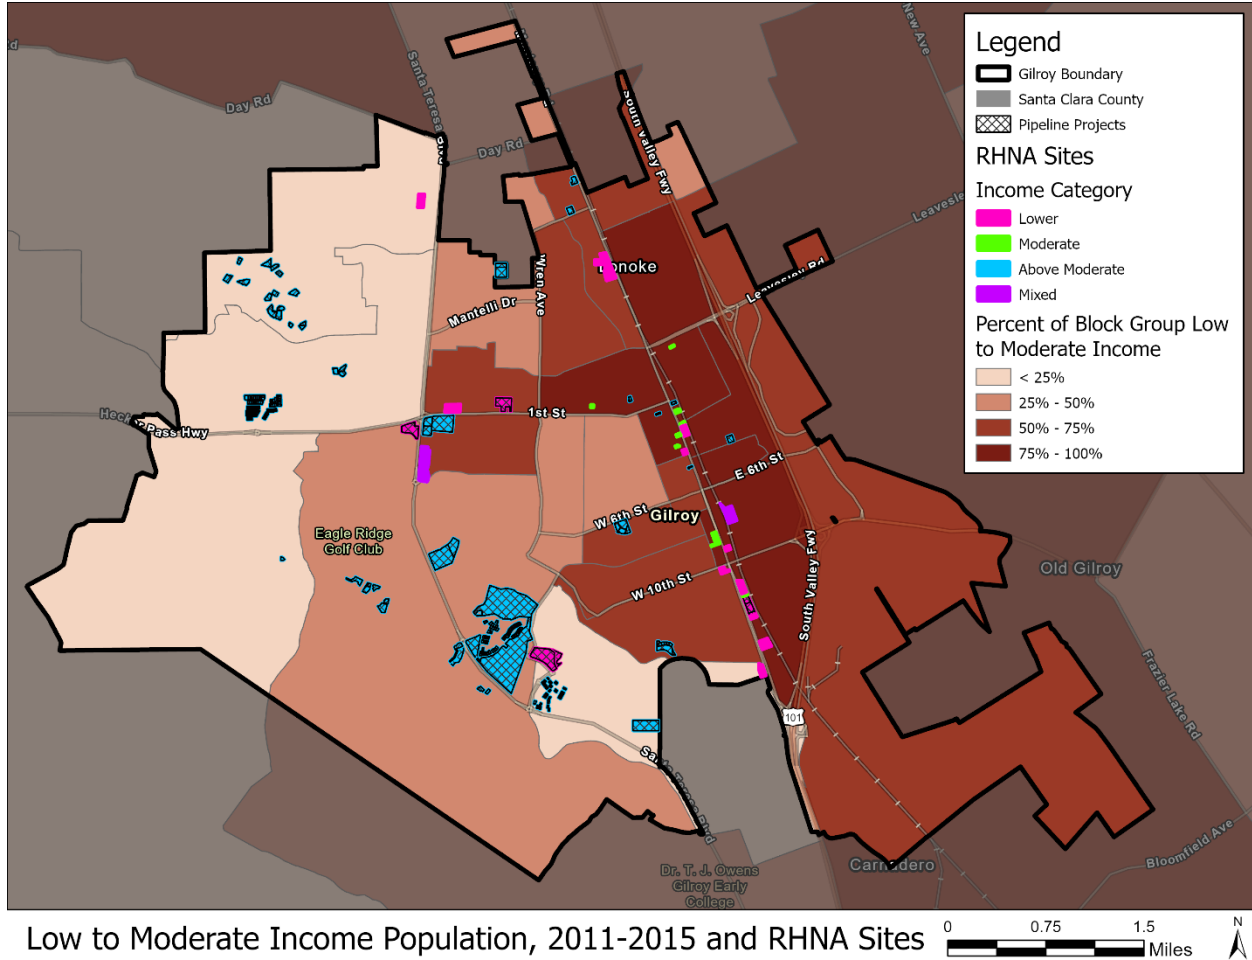 Legend
Gilroy Boundary
Santa Clara County
Pipeline Projects
RHNA Sites
Income Category
Lower
Moderate
Above Moderate
Mixed
Percent of Block Group Low
to Moderate Income
< 25%
25% - 50%
50% - 75%
75% - 100%
Rd
Day Rd
Santa Teresa Blvd
Day Rd
South Valley Fwy
New Ave
Leavesley
Leavesley Rd
Wren Ave
Mantelli Dr
1st St
Pass Hwy
E 6th St
W 6th St
Gilroy
Eagle Ridge
Golf Club
W 10th St
South Valley Fwy
Old Gilroy
Frazier Lake Rd
101
Bloomfield Ave
Carnadero
Dr. T. J. Owens
Gilroy Early
College
Low to Moderate Income Population, 2011-2015 and RHNA Sites
0 0.75 1.5
Miles
N